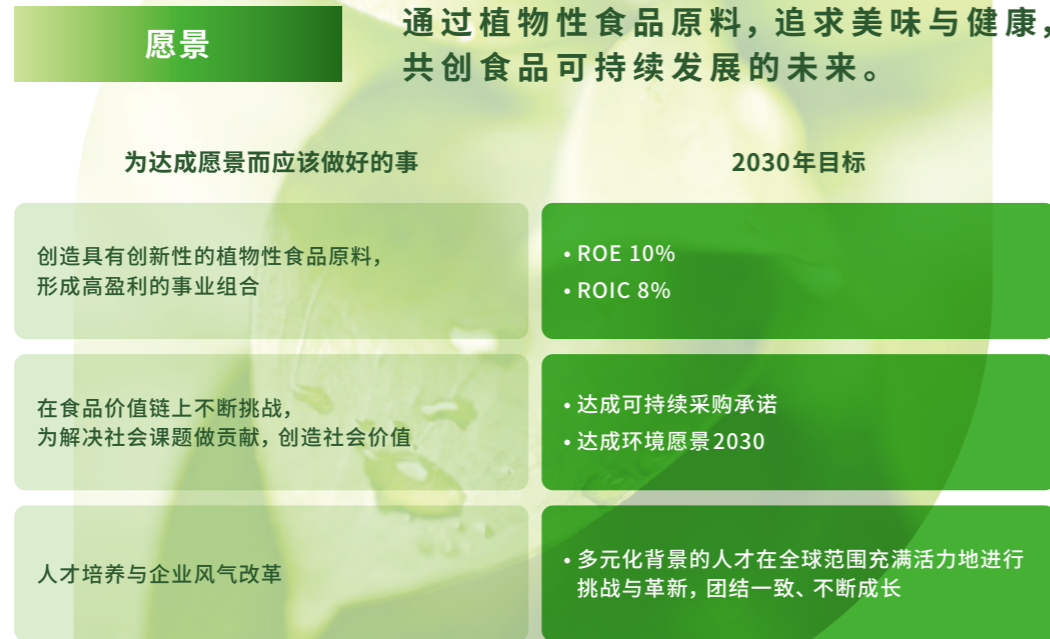 愿景
通过植物性食品原料，追求美味与健康，
共创食品可持续发展的未来。
为达成愿景而应该做好的事
2030年目标
创造具有创新性的植物性食品原料，
形成高盈利的事业组合
• ROE 10%
• ROIC 8%
在食品价值链上不断挑战，
为解决社会课题做贡献，创造社会价值
• 达成可持续采购承诺
• 达成环境愿景2030
人才培养与企业风气改革
• 多元化背景的人才在全球范围充满活力地进行
挑战与革新，团结一致、不断成长